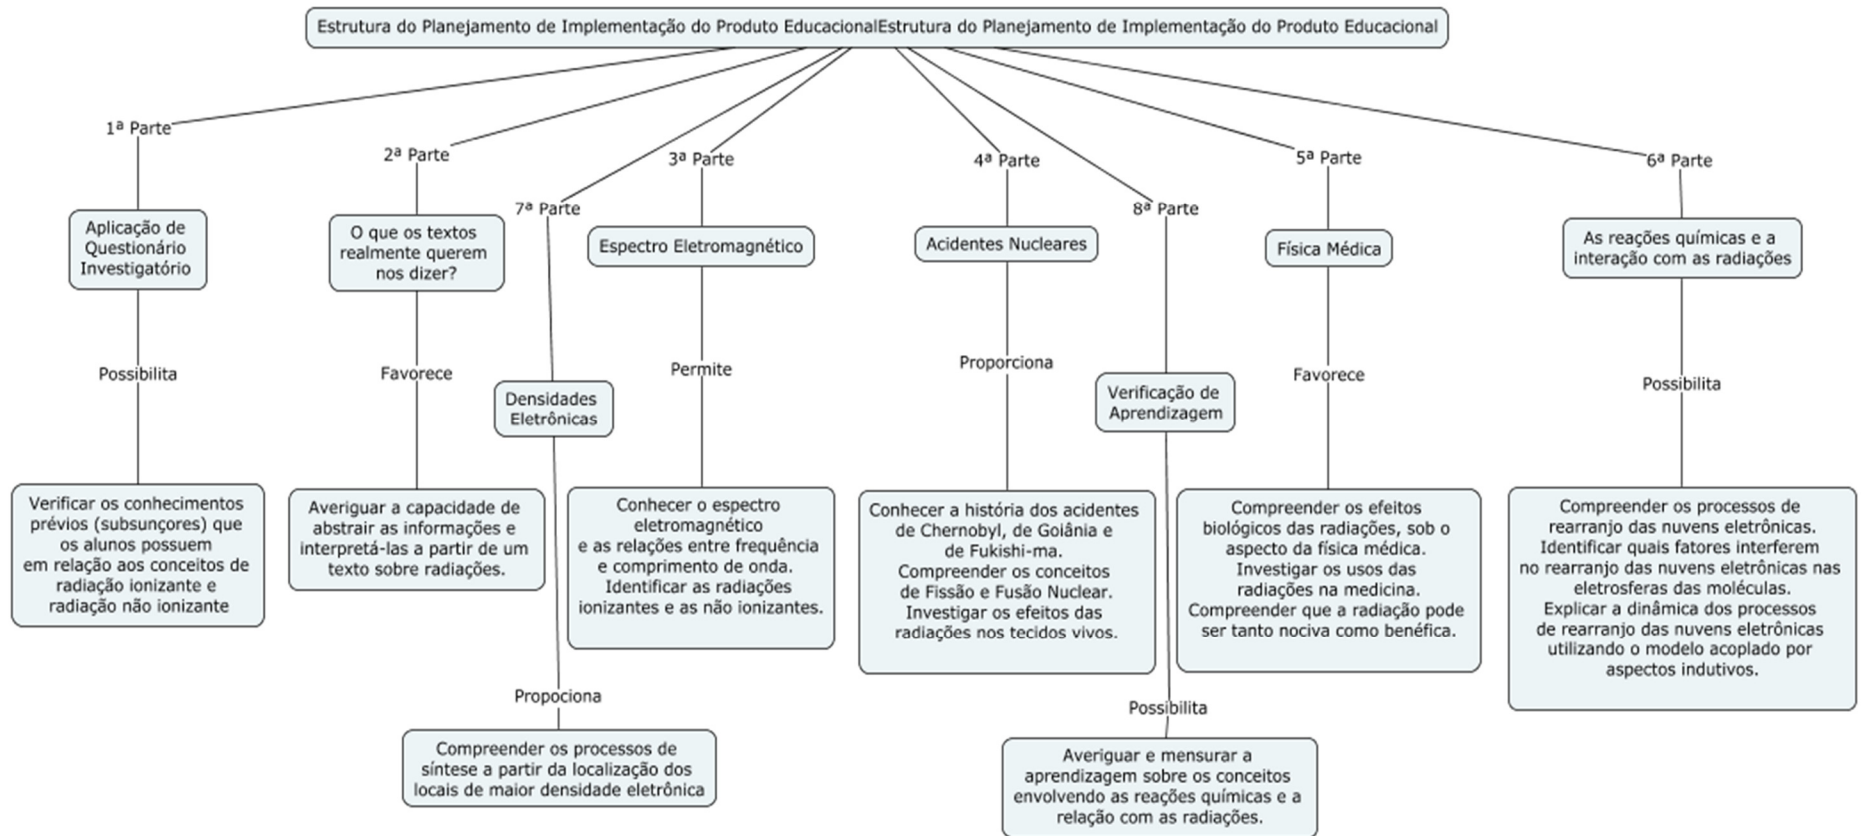 Estrutura do Planejamento de Implementação do Produto EducacionalEstrutura do Planejamento de Implementação do Produto Educacional
1ª Parte
Aplicação de
Questionário
Investigatório
Possibilita
Verificar os conhecimentos
prévios (subsunçores) que
os alunos possuem
em relação aos conceitos de
radiação ionizante e
radiação não ionizante
2ª Parte
O que os textos
realmente querem
nos dizer?
Favorece
Averiguar a capacidade de
abstrair as informações e
interpretá-las a partir de um
texto sobre radiações.
7ª Parte
Densidades
Eletrônicas
Propociona
Compreender os processos de
síntese a partir da localização dos
locais de maior densidade eletrônica
3ª Parte
Espectro Eletromagnético
Permite
Conhecer o espectro
eletromagnético
e as relações entre frequência
e comprimento de onda.
Identificar as radiações
ionizantes e as não ionizantes.
4ª Parte
Acidentes Nucleares
Proporciona
Conhecer a história dos acidentes
de Chernobyl, de Goiânia e
de Fukishi-ma.
Compreender os conceitos
de Fissão e Fusão Nuclear.
Investigar os efeitos das
radiações nos tecidos vivos.
8ª Parte
Verificação de
Aprendizagem
Possibilita
Averiguar e mensurar a
aprendizagem sobre os conceitos
envolvendo as reações químicas e a
relação com as radiações.
5ª Parte
Física Médica
Favorece
Compreender os efeitos
biológicos das radiações, sob o
aspecto da física médica.
Investigar os usos das
radiações na medicina.
Compreender que a radiação pode
ser tanto nociva como benéfica.
6ª Parte
As reações químicas e a
interação com as radiações
Possibilita
Compreender os processos de
rearranjo das nuvens eletrônicas.
Identificar quais fatores interferem
no rearranjo das nuvens eletrônicas nas
eletrosferas das moléculas.
Explicar a dinâmica dos processos
de rearranjo das nuvens eletrônicas
utilizando o modelo acoplado por
aspectos indutivos.